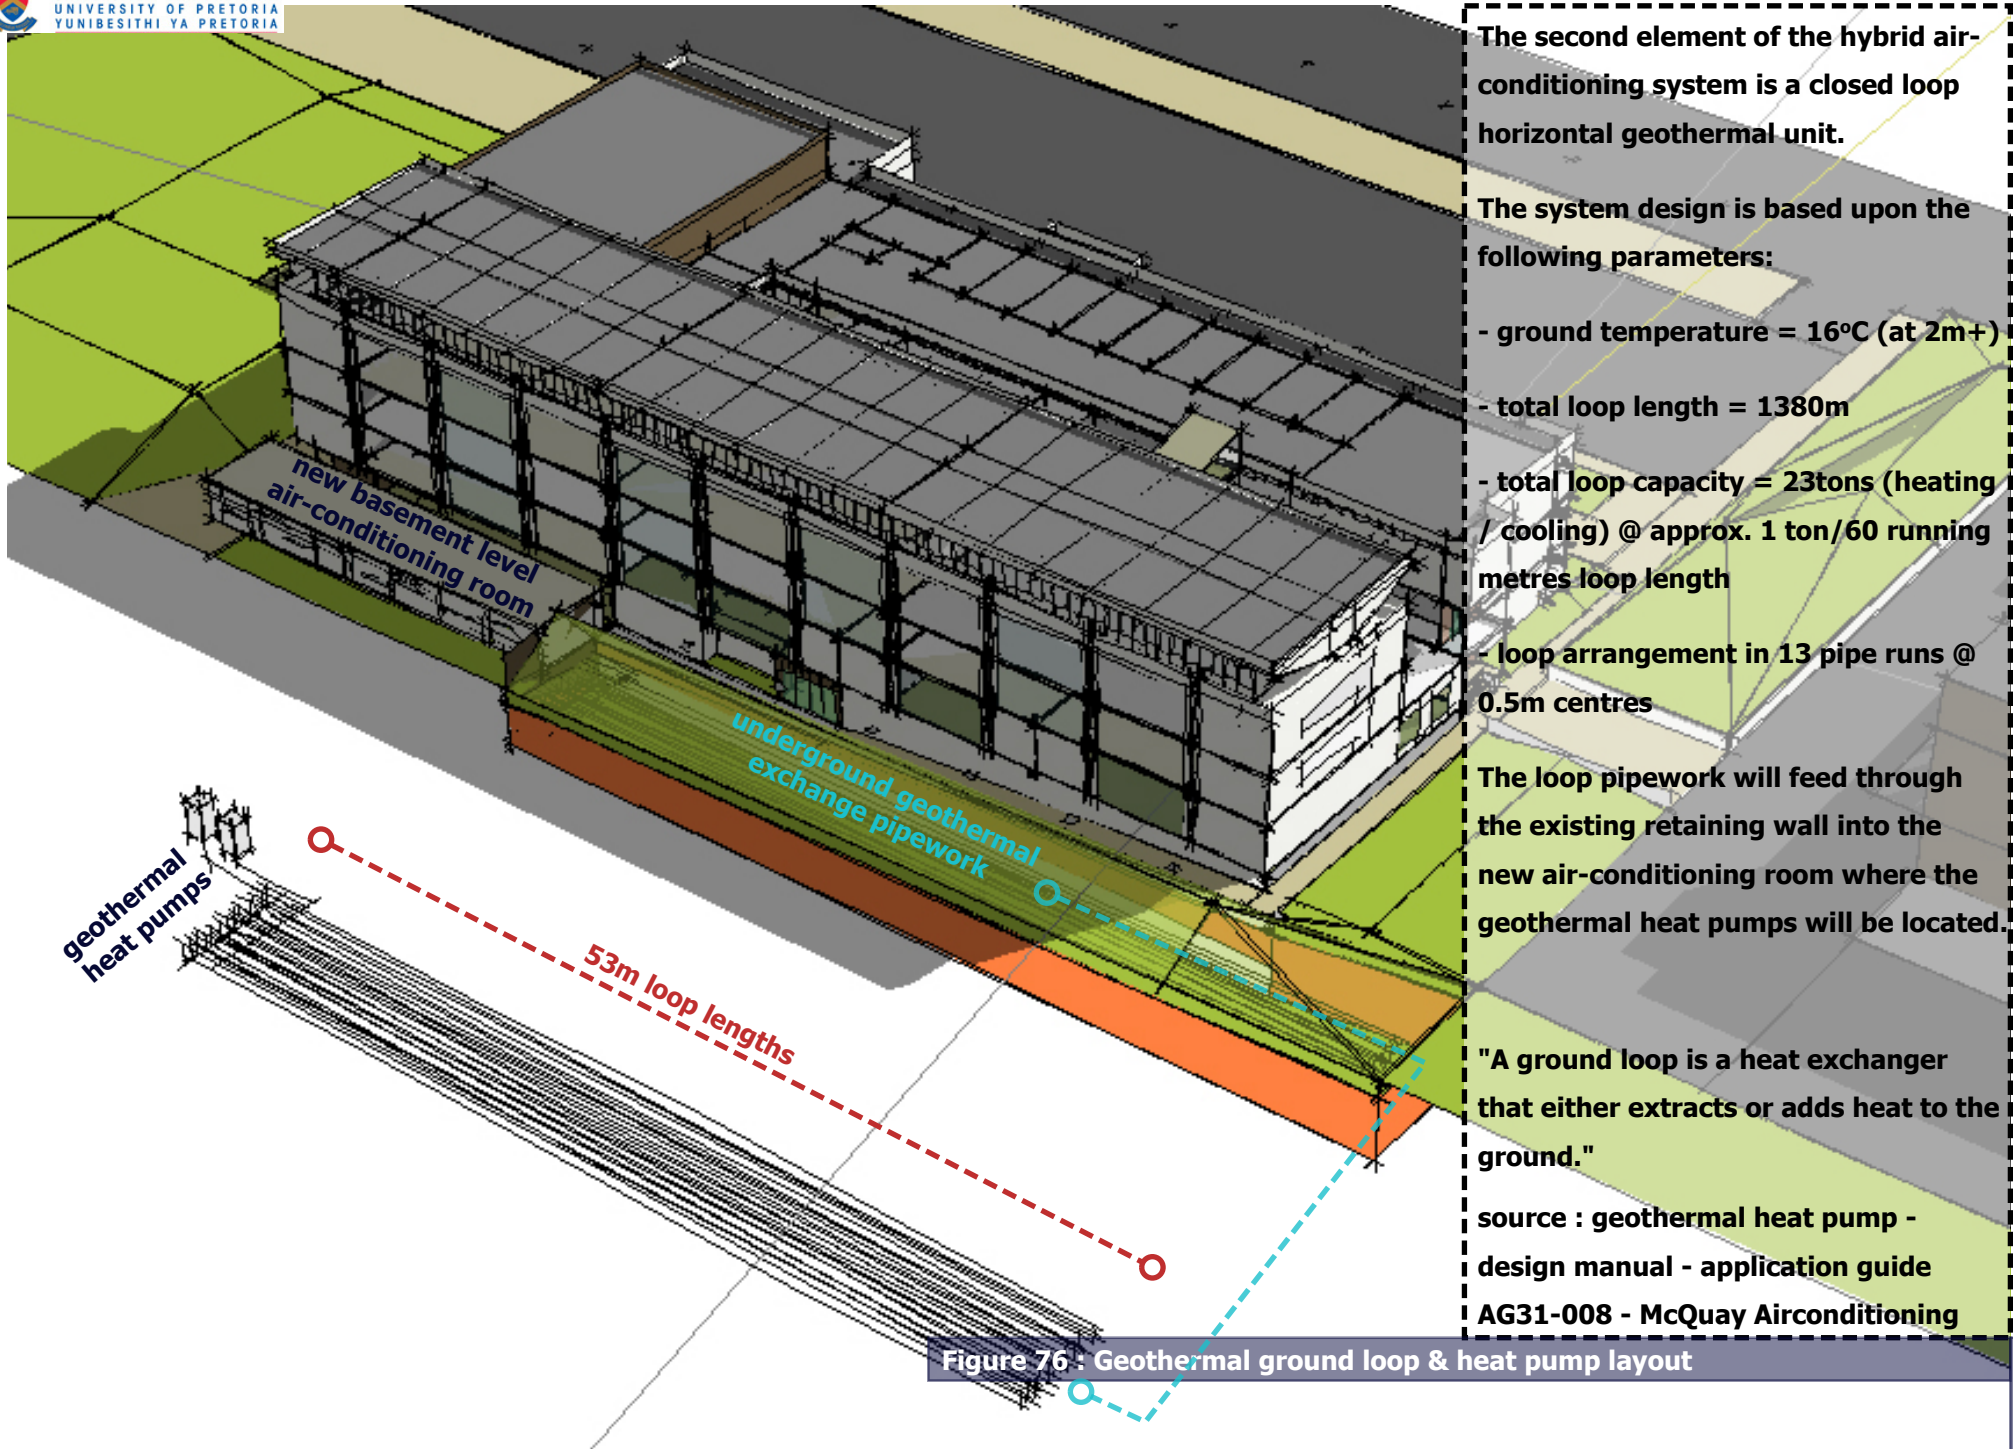 UNIVERSITY OF PRETORIA
YUNIBESITHI YA PRETORIA
The second element of the hybrid air-
conditioning system is a closed loop
horizontal geothermal unit.
The system design is based upon the
following parameters:
- ground temperature = 16ºC (at 2m+)
- total loop length = 1380m
- total loop capacity = 23tons (heating
/ cooling) @ approx. 1 ton/60 running
metres loop length
- loop arrangement in 13 pipe runs @
0.5m centres
The loop pipework will feed through
the existing retaining wall into the
new air-conditioning room where the
geothermal heat pumps will be located.
"A ground loop is a heat exchanger
that either extracts or adds heat to the
ground."
source : geothermal heat pump -
design manual - application guide
AG31-008 - McQuay Airconditioning
new basement level
air-conditioning room
underground geothermal
exchange pipework
geothermal
heat pumps
53m loop lengths
Figure 76 : Geothermal ground loop & heat pump layout